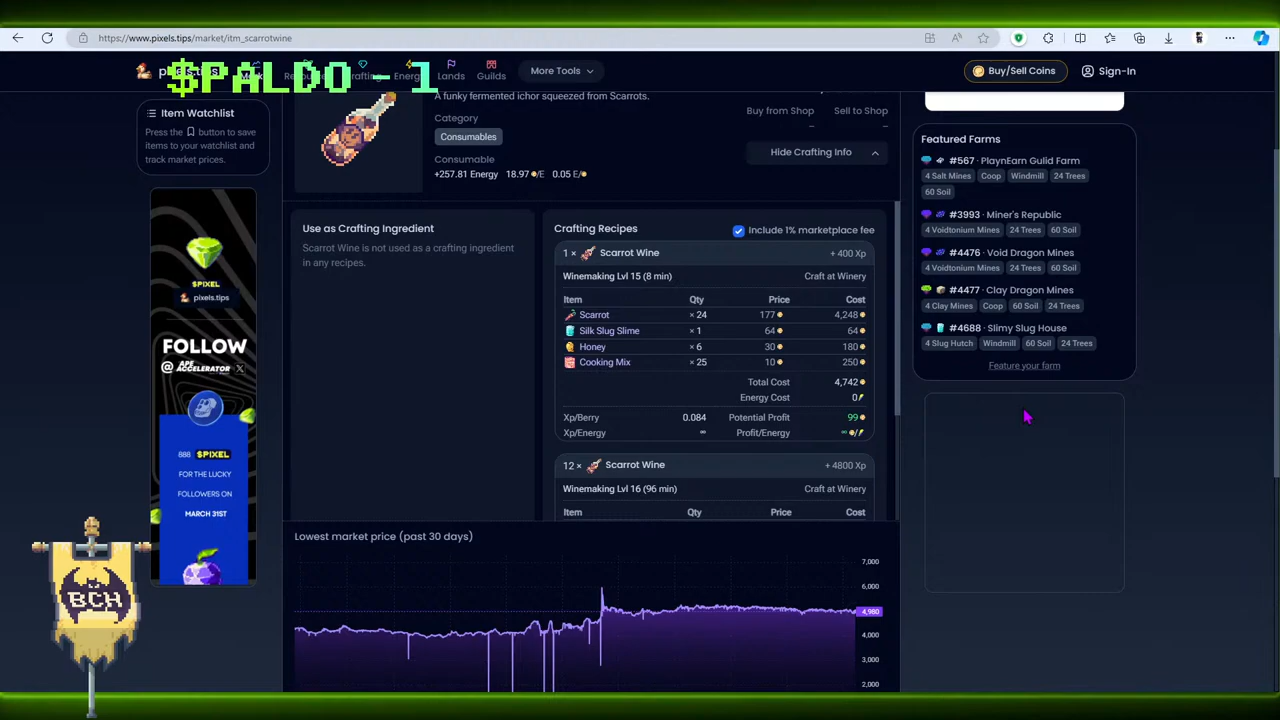 https://www.pixels.tips/market/itm_scarrotwine
pixels.tips
$PALDO-1
Lands
Guilds
More Tools
Buy/Sell Coins
Sign-In
Item Watchlist
Press the button to save
items to your watchlist and
track market prices.
$PIXEL
pixels.tips
FOLLOW
@ APE ACCELERATOR X
888 $PIXEL
FOR THE LUCKY
FOLLOWERS ON
MARCH 31ST
BCH
A funky fermented ichor squeezed from Scarrots.
Category
Consumables
Consumable
+257.81 Energy 18.97 /E 0.05 E/
Buy from Shop Sell to Shop
– –
Hide Crafting Info
Use as Crafting Ingredient
Scarrot Wine is not used as a crafting ingredient
in any recipes.
Crafting Recipes
Include 1% marketplace fee
1 × Scarrot Wine + 400 Xp
Winemaking Lvl 15 (8 min) Craft at Winery
Item Qty Price Cost
Scarrot × 24 177 4,248
Silk Slug Slime × 1 64 64
Honey × 6 30 180
Cooking Mix × 25 10 250
Total Cost 4,742
Energy Cost 0
Xp/Berry 0.084 Potential Profit 99
Xp/Energy ∞ Profit/Energy ∞ /
12 × Scarrot Wine + 4800 Xp
Winemaking Lvl 16 (96 min) Craft at Winery
Item Qty Price Cost
Lowest market price (past 30 days)
7,000
6,000
4,980
4,000
3,000
2,000
Featured Farms
#567 · PlaynEarn Guild Farm
4 Salt Mines Coop Windmill 24 Trees
60 Soil
#3993 · Miner's Republic
4 Voidtonium Mines 24 Trees 60 Soil
#4476 · Void Dragon Mines
4 Voidtonium Mines 24 Trees 60 Soil
#4477 · Clay Dragon Mines
4 Clay Mines Coop 60 Soil 24 Trees
#4688 · Slimy Slug House
4 Slug Hutch Windmill 60 Soil 24 Trees
Feature your farm